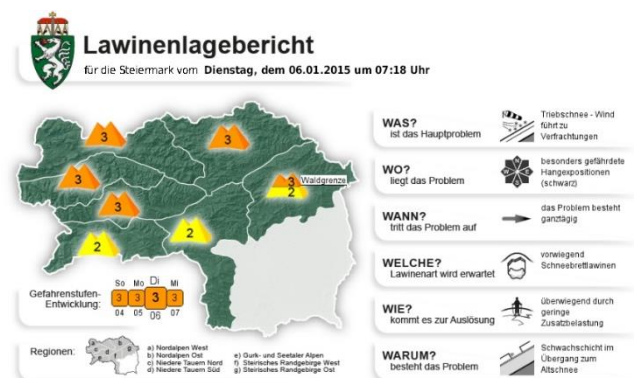 Lawinenlagebericht
für die Steiermark vom Dienstag, dem 06.01.2015 um 07:18 Uhr
3
3
3
3
Waldgrenze
2
3
2
2
Gefahrenstufen-
Entwicklung:
So Mo Di Mi
3 3 3 3
04 05 06 07
Regionen:
a) Nordalpen West
b) Nordalpen Ost
c) Niedere Tauern Nord
d) Niedere Tauern Süd
e) Gurk- und Seetaler Alpen
f) Steirisches Randgebirge West
g) Steirisches Randgebirge Ost
WAS?
ist das Hauptproblem
Triebschnee - Wind
führt zu
Verfrachtungen
WO?
liegt das Problem
besonders gefährdete
Hangexpositionen
(schwarz)
WANN?
tritt das Problem auf
das Problem besteht
ganztägig
WELCHE?
Lawinenart wird erwartet
vorwiegend
Schneebrettlawinen
WIE?
kommt es zur Auslösung
überwiegend durch
geringe
Zusatzbelastung
WARUM?
besteht das Problem
Schwachschicht im
Übergang zum
Altschnee